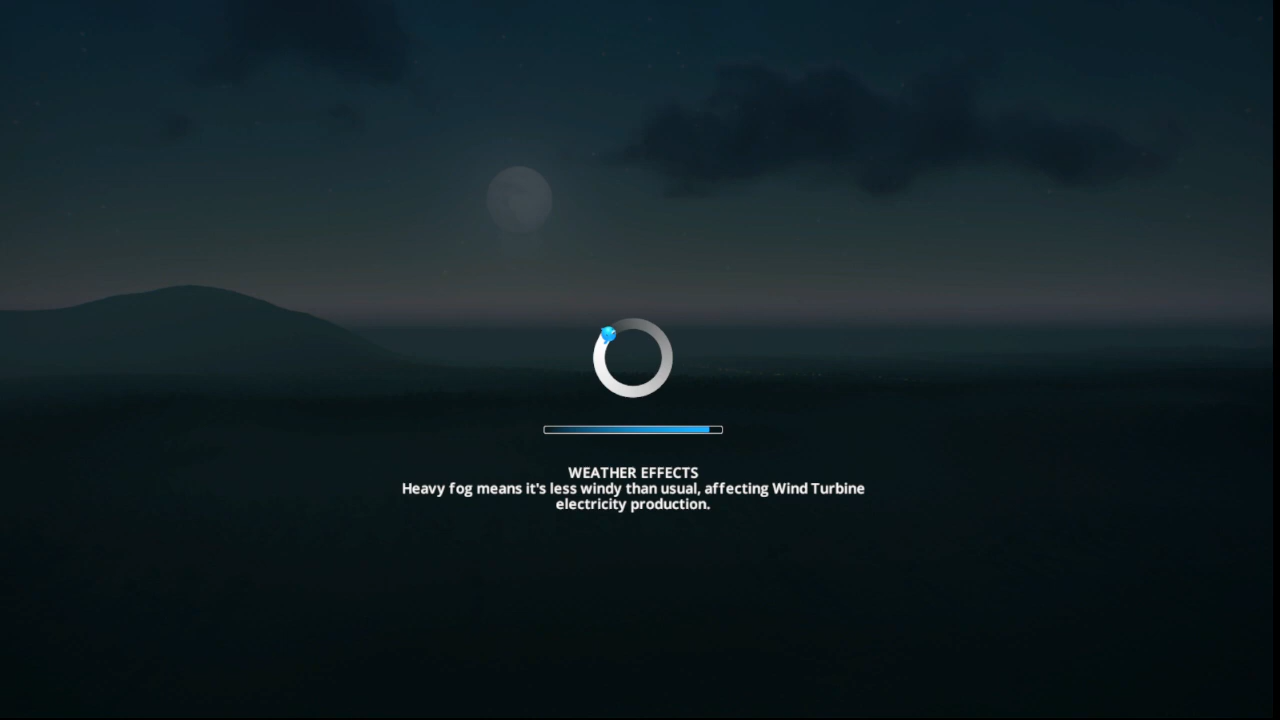 WEATHER EFFECTS
Heavy fog means it's less windy than usual, affecting Wind Turbine
electricity production.